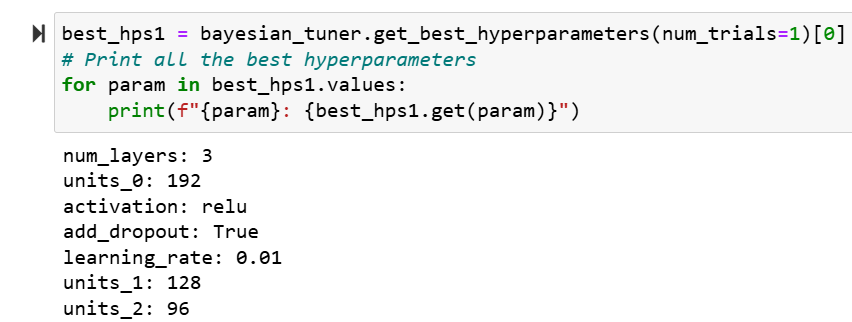 best_hps1 = bayesian_tuner.get_best_hyperparameters(num_trials=1)[0]
# Print all the best hyperparameters
for param in best_hps1.values:
    print(f"{param}: {best_hps1.get(param)}")
num_layers: 3
units_0: 192
activation: relu
add_dropout: True
learning_rate: 0.01
units_1: 128
units_2: 96